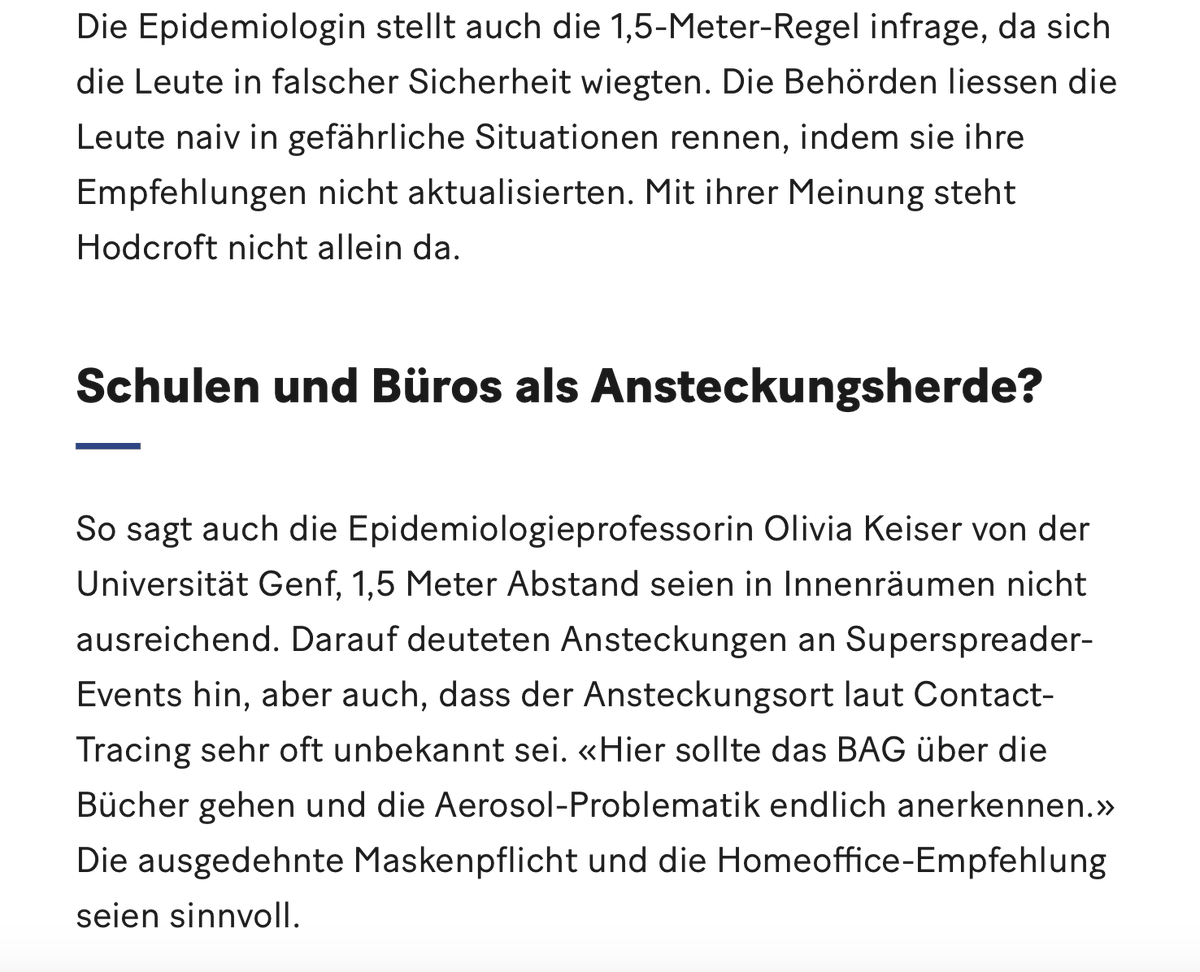 Die Epidemiologin stellt auch die 1,5-Meter-Regel infrage, da sich
die Leute in falscher Sicherheit wiegten. Die Behörden liessen die
Leute naiv in gefährliche Situationen rennen, indem sie ihre
Empfehlungen nicht aktualisierten. Mit ihrer Meinung steht
Hodcroft nicht allein da.
Schulen und Büros als Ansteckungsherde?
So sagt auch die Epidemiologieprofessorin Olivia Keiser von der
Universität Genf, 1,5 Meter Abstand seien in Innenräumen nicht
ausreichend. Darauf deuteten Ansteckungen an Superspreader-
Events hin, aber auch, dass der Ansteckungsort laut Contact-
Tracing sehr oft unbekannt sei. «Hier sollte das BAG über die
Bücher gehen und die Aerosol-Problematik endlich anerkennen.»
Die ausgedehnte Maskenpflicht und die Homeoffice-Empfehlung
seien sinnvoll.